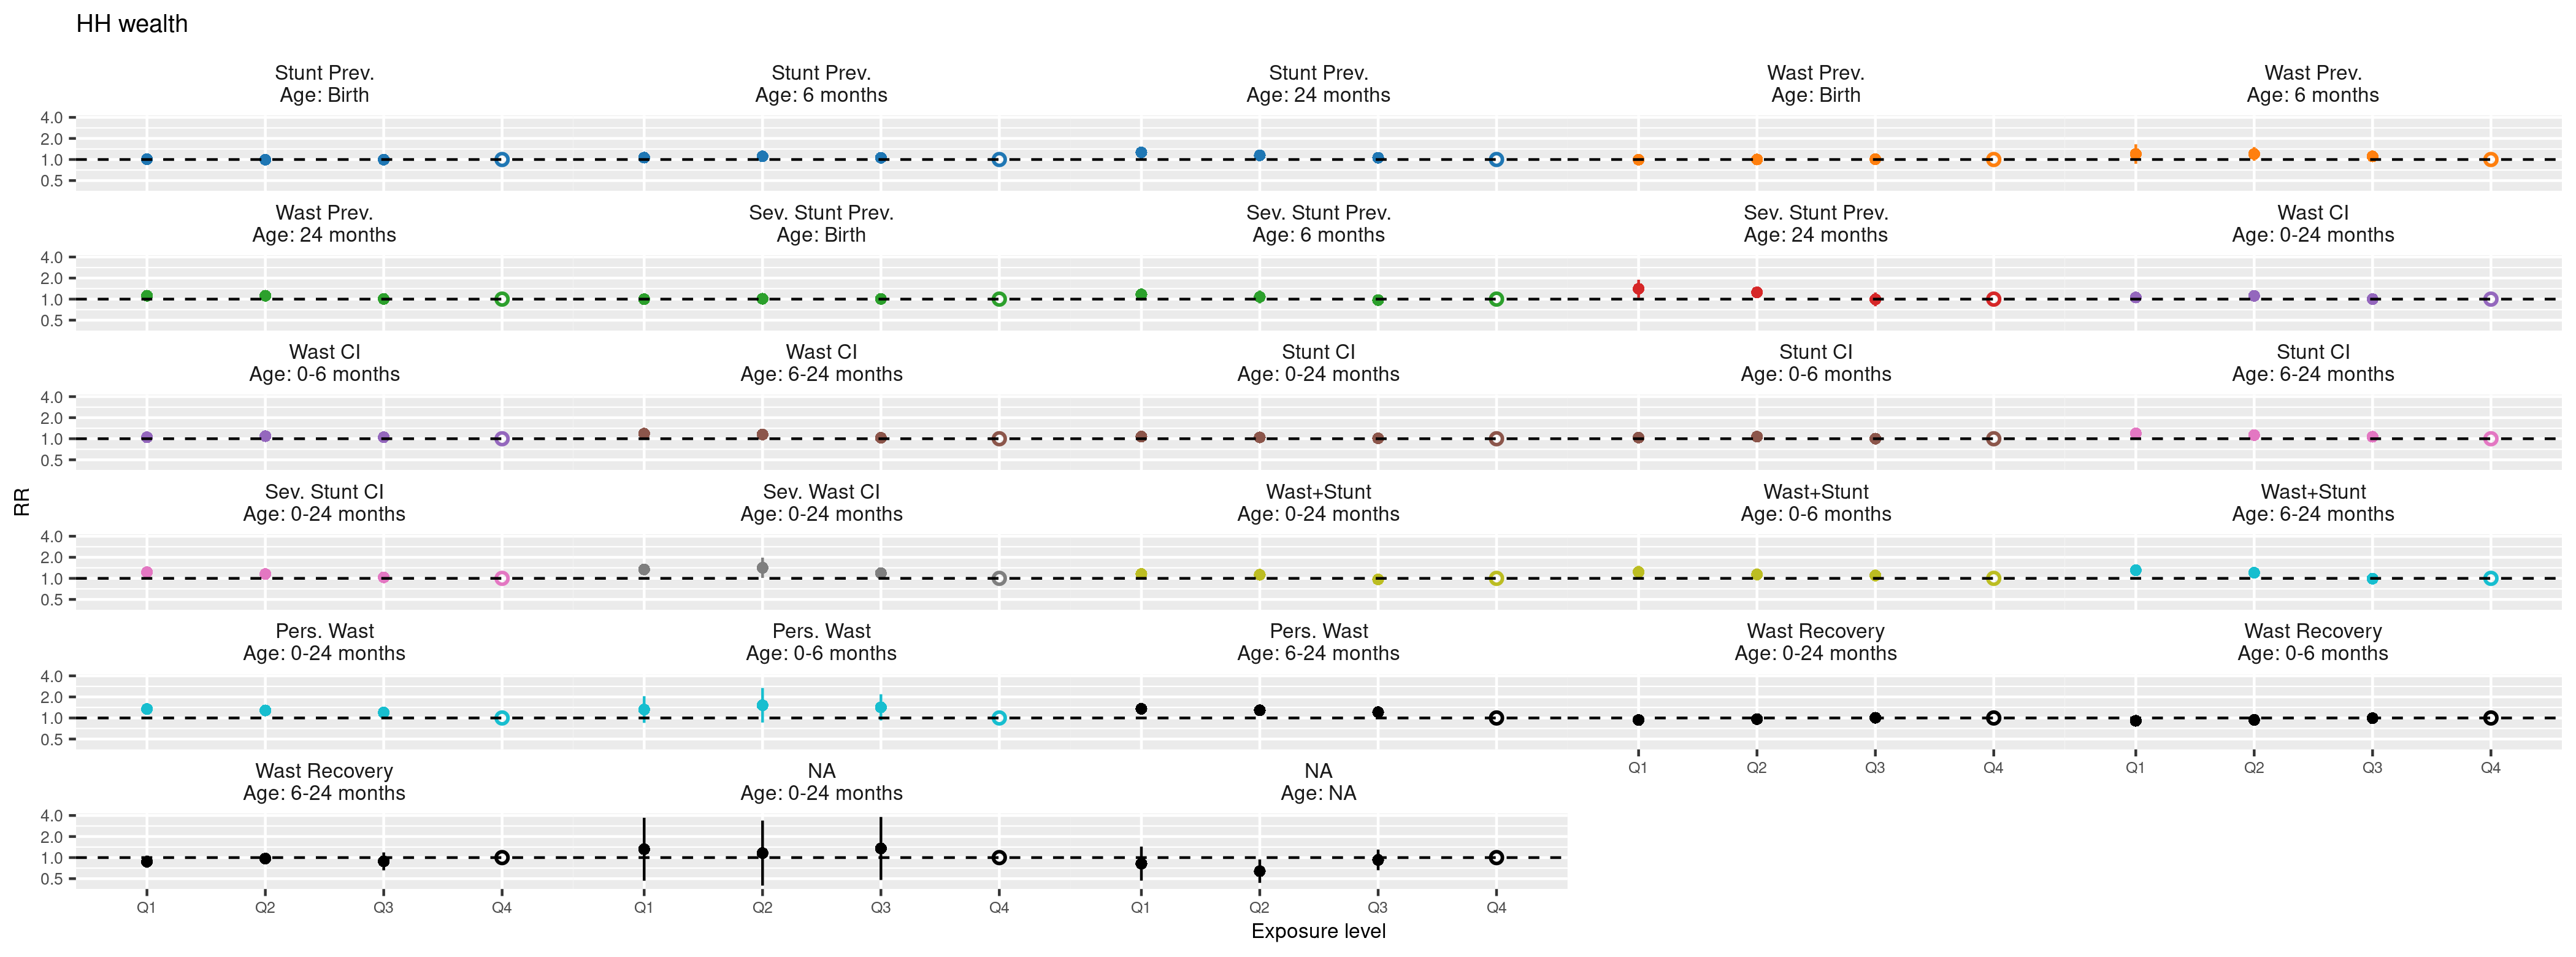 HH wealth
Stunt Prev.
Age: Birth
Stunt Prev.
Age: 6 months
Stunt Prev.
Age: 24 months
Wast Prev.
Age: Birth
Wast Prev.
Age: 6 months
4.0
2.0
1.0
0.5
Wast Prev.
Age: 24 months
Sev. Stunt Prev.
Age: Birth
Sev. Stunt Prev.
Age: 6 months
Sev. Stunt Prev.
Age: 24 months
Wast CI
Age: 0-24 months
4.0
2.0
1.0
0.5
Wast CI
Age: 0-6 months
Wast CI
Age: 6-24 months
Stunt CI
Age: 0-24 months
Stunt CI
Age: 0-6 months
Stunt CI
Age: 6-24 months
4.0
2.0
1.0
0.5
RR
Sev. Stunt CI
Age: 0-24 months
Sev. Wast CI
Age: 0-24 months
Wast+Stunt
Age: 0-24 months
Wast+Stunt
Age: 0-6 months
Wast+Stunt
Age: 6-24 months
4.0
2.0
1.0
0.5
Pers. Wast
Age: 0-24 months
Pers. Wast
Age: 0-6 months
Pers. Wast
Age: 6-24 months
Wast Recovery
Age: 0-24 months
Wast Recovery
Age: 0-6 months
4.0
2.0
1.0
0.5
Q1 Q2 Q3 Q4
Q1 Q2 Q3 Q4
Wast Recovery
Age: 6-24 months
NA
Age: 0-24 months
NA
Age: NA
4.0
2.0
1.0
0.5
Q1 Q2 Q3 Q4
Q1 Q2 Q3 Q4
Q1 Q2 Q3 Q4
Exposure level